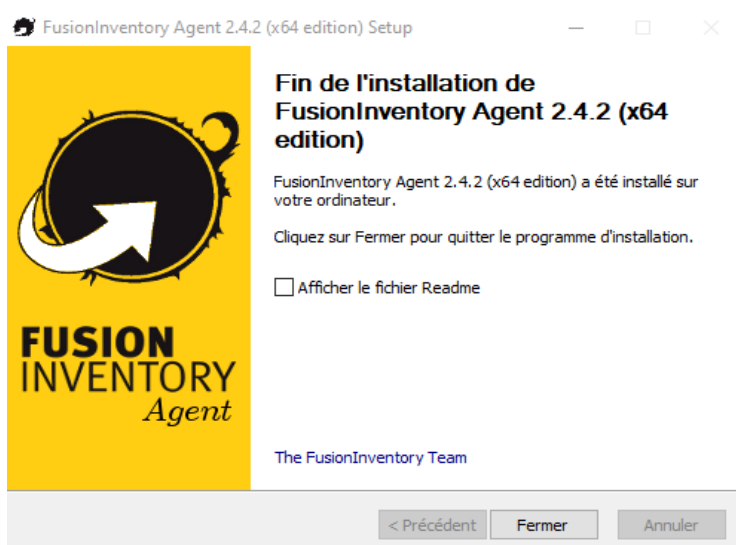 FusionInventory Agent 2.4.2 (x64 edition) Setup
Fin de l'installation de
FusionInventory Agent 2.4.2 (x64
edition)
FusionInventory Agent 2.4.2 (x64 edition) a été installé sur
votre ordinateur.
Cliquez sur Fermer pour quitter le programme d'installation.
Afficher le fichier Readme
FUSION
INVENTORY
Agent
The FusionInventory Team
< Précédent
Fermer
Annuler